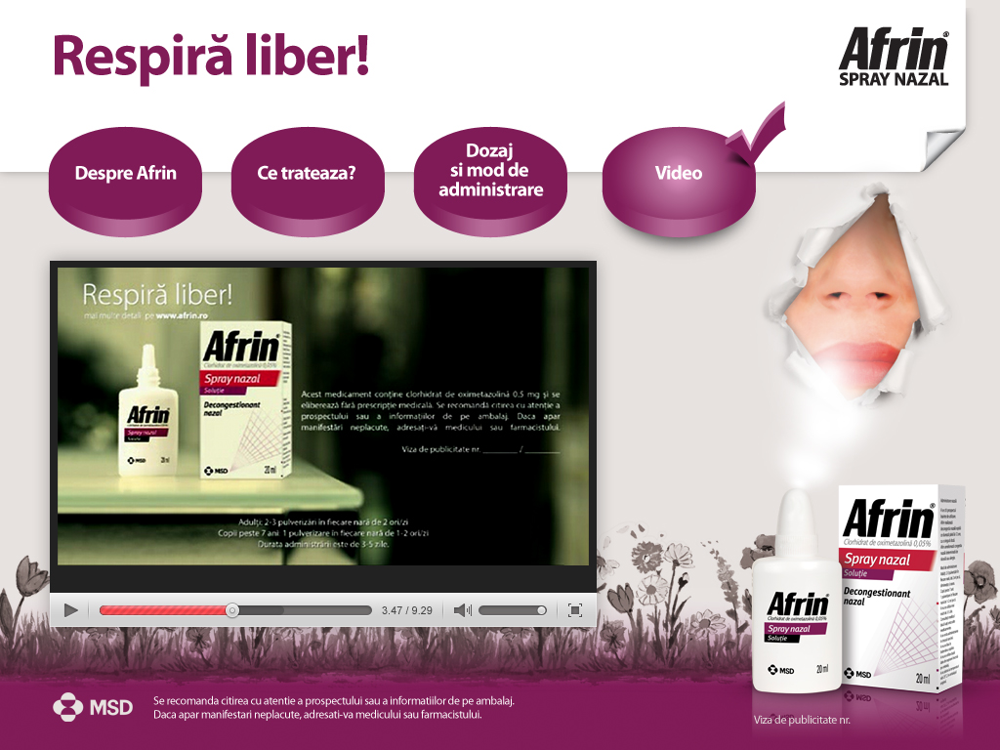 Respiră liber!
Afrin®
SPRAY NAZAL
Despre Afrin
Ce trateaza?
Dozaj
si mod de
administrare
Video
Respiră liber!
mai multe detalii pe www.afrin.ro
Afrin
Clorhidrat de oximetazolină 0,05%
Spray nazal
Soluție
Decongestionant
nazal
MSD
20 ml
Afrin
Spray nazal
Soluție
MSD
20 ml
Acest medicament conține clorhidrat de oximetazolină 0.5 mg și se
eliberează fără prescripție medicală. Se recomandă citirea cu atenție a
prospectului sau a informațiilor de pe ambalaj. Daca apar
manifestări neplacute, adresați-vă medicului sau farmacistului.
Viza de publicitate nr. ________ / ________
Adulți: 2-3 pulverizări în fiecare nară de 2 ori/zi
Copii peste 7 ani: 1 pulverizare în fiecare nară de 1-2 ori/zi
Durata administrării este de 3-5 zile.
3.47 / 9.29
Afrin®
Clorhidrat de oximetazolină 0,05%
Spray nazal
Soluție
Decongestionant
nazal
MSD
20 ml
Afrin®
Clorhidrat de oximetazolină 0,05%
Spray nazal
Soluție
MSD
20 ml
MSD
Se recomanda citirea cu atentie a prospectului sau a informatiilor de pe ambalaj.
Daca apar manifestari neplacute, adresati-va medicului sau farmacistului.
Viza de publicitate nr.